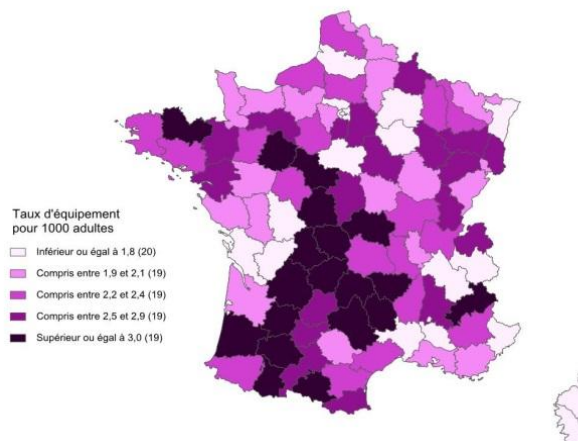 Taux d'équipement
pour 1000 adultes
Inférieur ou égal à 1,8 (20)
Compris entre 1,9 et 2,1 (19)
Compris entre 2,2 et 2,4 (19)
Compris entre 2,5 et 2,9 (19)
Supérieur ou égal à 3,0 (19)